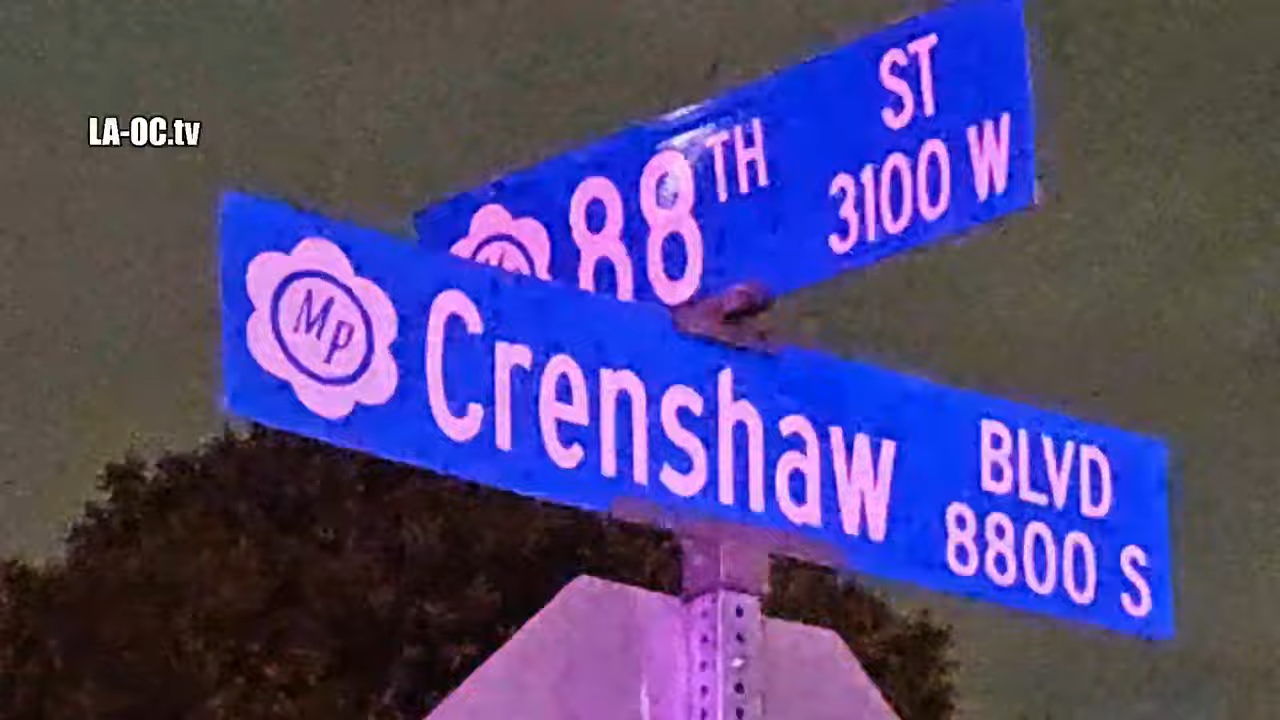 LA-OC.tv
88TH ST
3100 W
MP
Crenshaw BLVD
8800 S